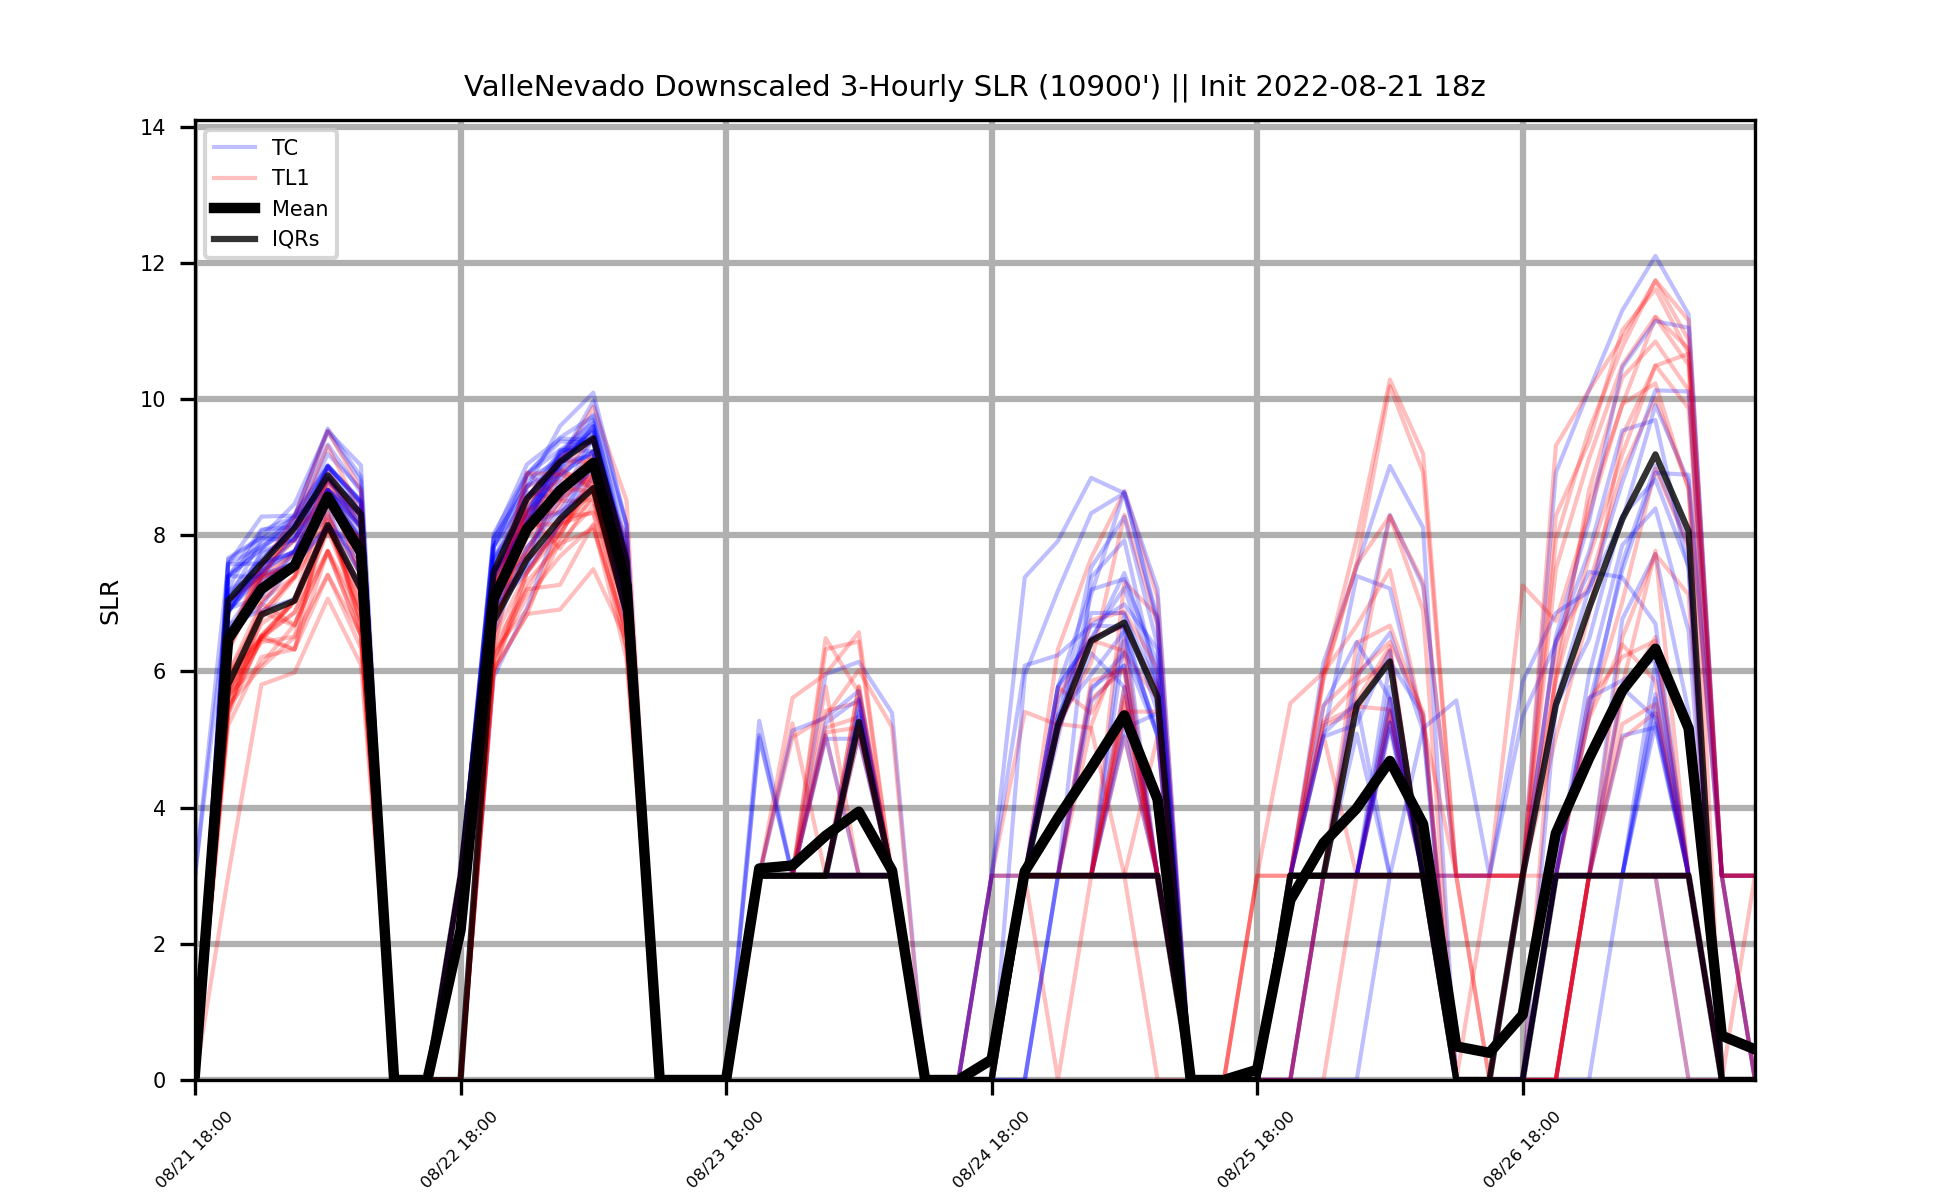 ValleNevado Downscaled 3-Hourly SLR (10900') || Init 2022-08-21 18z
TC
TL1
Mean
IQRs
SLR
14
12
10
8
6
4
2
0
08/21 18:00
08/22 18:00
08/23 18:00
08/24 18:00
08/25 18:00
08/26 18:00